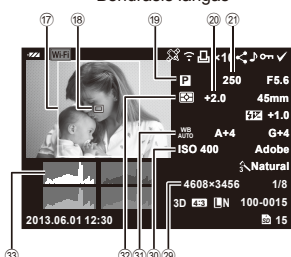 Bendrasis langas
⑰ ⑱ ⑲ ⑳ ㉑
Wi-Fi ×10
P 250 F5.6
+2.0 45mm
+1.0
WB AUTO A+4 G+4
ISO 400 Adobe
Natural
4608×3456 1/8
3D 4:3 LN 100-0015
2013.06.01 12:30 SD 15
㉝ ㉜ ㉛ ㉚ ㉙